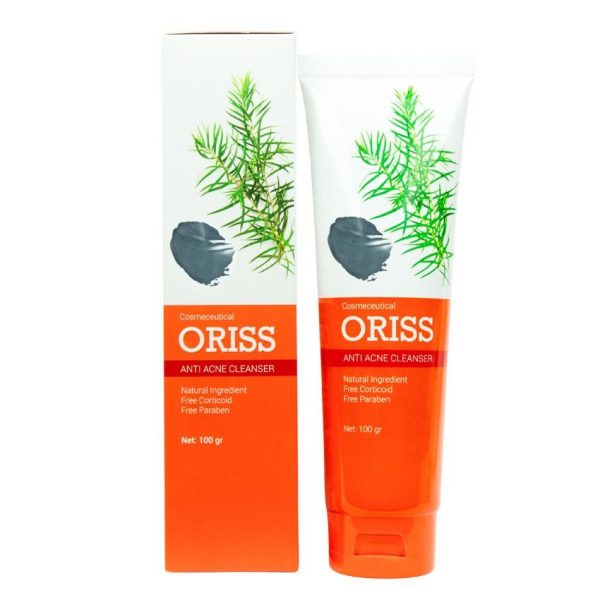 Cosmeceutical
ORISS
ANTI ACNE CLEANSER
Natural Ingredient
Free Corticoid
Free Paraben
Net: 100 gr
Cosmeceutical
ORISS
ANTI ACNE CLEANSER
Natural Ingredient
Free Corticoid
Free Paraben
Net: 100 gr